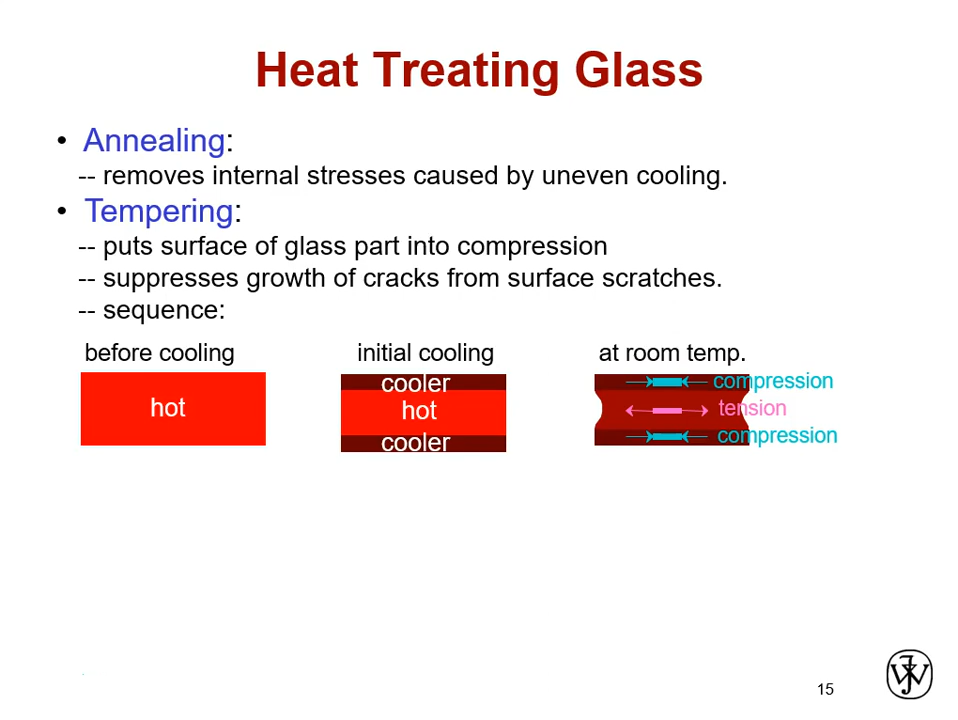 Heat Treating Glass
• Annealing:
-- removes internal stresses caused by uneven cooling.
• Tempering:
-- puts surface of glass part into compression
-- suppresses growth of cracks from surface scratches.
-- sequence:
before cooling initial cooling at room temp.
cooler compression
hot hot tension
cooler compression
15